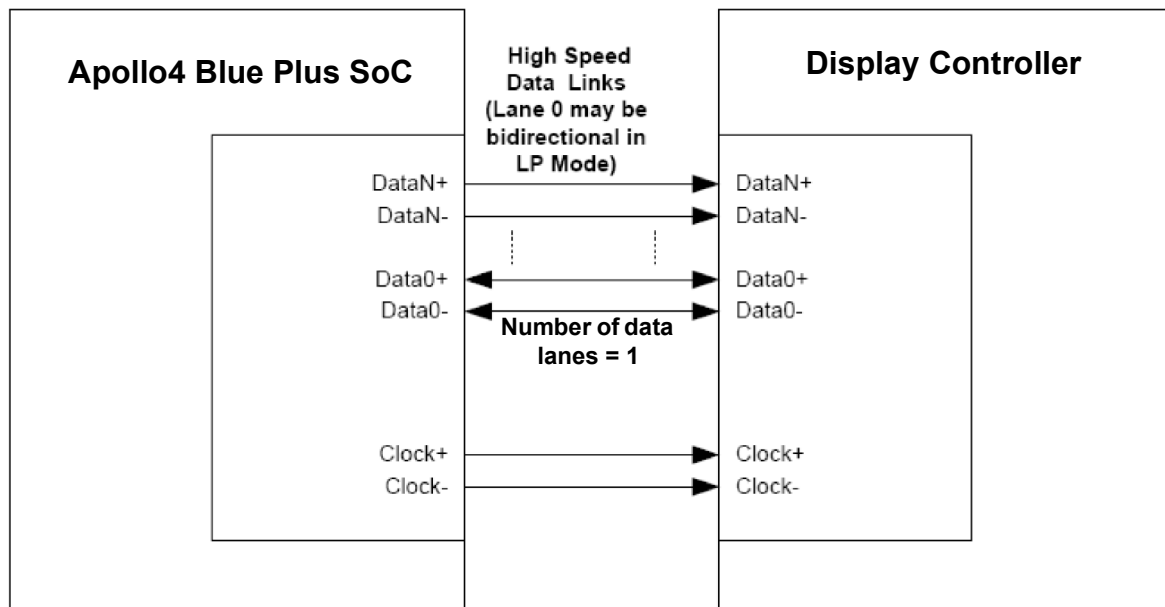 Apollo4 Blue Plus SoC
High Speed
Data Links
(Lane 0 may be
bidirectional in
LP Mode)
Display Controller
DataN+
DataN-
Data0+
Data0-
DataN+
DataN-
Data0+
Data0-
Number of data
lanes = 1
Clock+
Clock-
Clock+
Clock-